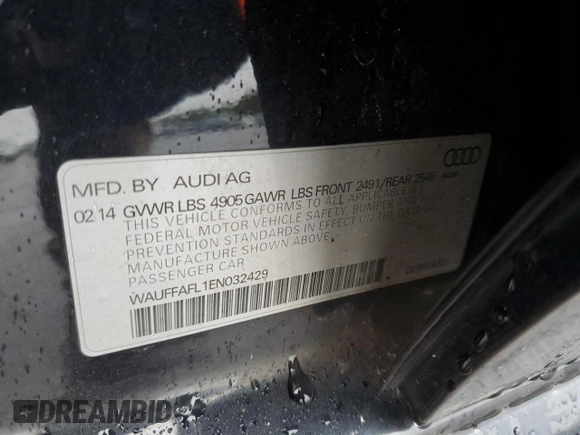 MFD. BY AUDI AG
02 14 GVWR LBS 4905 GAWR LBS FRONT 2491/REAR 2546
Audi
THIS VEHICLE CONFORMS TO ALL APPLICABLE U.S.
FEDERAL MOTOR VEHICLE SAFETY, BUMPER AND THEFT
PREVENTION STANDARDS IN EFFECT ON THE DATE OF
MANUFACTURE SHOWN ABOVE.
PASSENGER CAR
WAUFFAFL1EN032429
GERMANY
DREAMBID